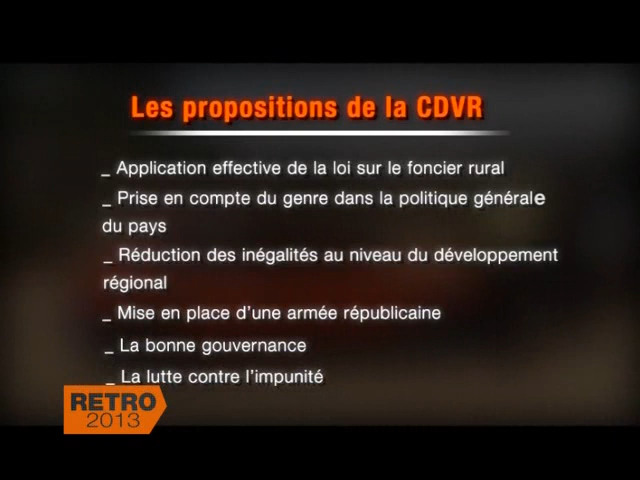 Les propositions de la CDVR
_ Application effective de la loi sur le foncier rural
_ Prise en compte du genre dans la politique générale
du pays
_ Réduction des inégalités au niveau du développement
régional
_ Mise en place d'une armée républicaine
_ La bonne gouvernance
_ La lutte contre l'impunité
RETRO
2013